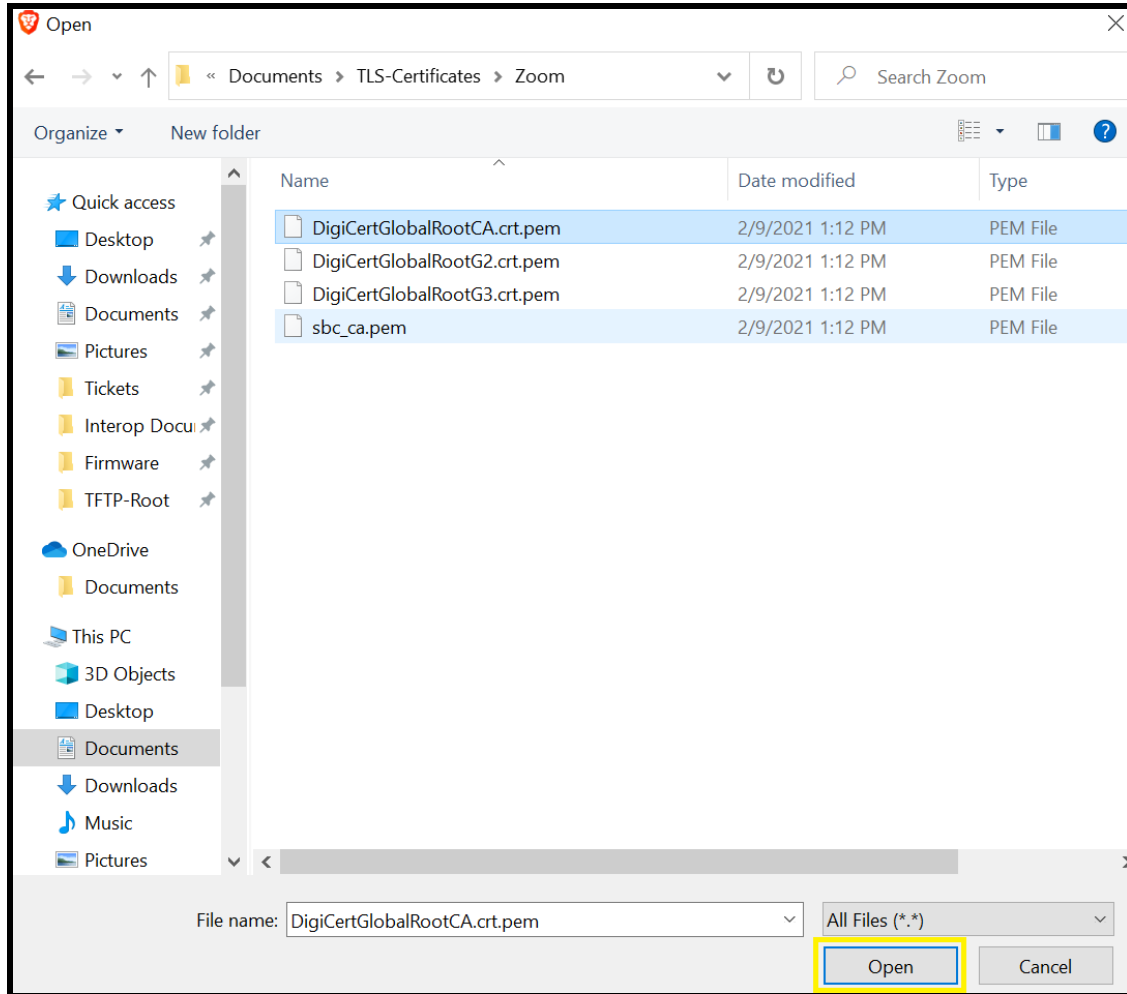 Open
« Documents > TLS-Certificates > Zoom
Search Zoom
Organize
New folder
Name
Date modified
Type
Quick access
Desktop
Downloads
Documents
Pictures
Tickets
Interop Docu
Firmware
TFTP-Root
OneDrive
Documents
This PC
3D Objects
Desktop
Documents
Downloads
Music
Pictures
DigiCertGlobalRootCA.crt.pem 2/9/2021 1:12 PM PEM File
DigiCertGlobalRootG2.crt.pem 2/9/2021 1:12 PM PEM File
DigiCertGlobalRootG3.crt.pem 2/9/2021 1:12 PM PEM File
sbc_ca.pem 2/9/2021 1:12 PM PEM File
File name: DigiCertGlobalRootCA.crt.pem
All Files (*.*)
Open
Cancel